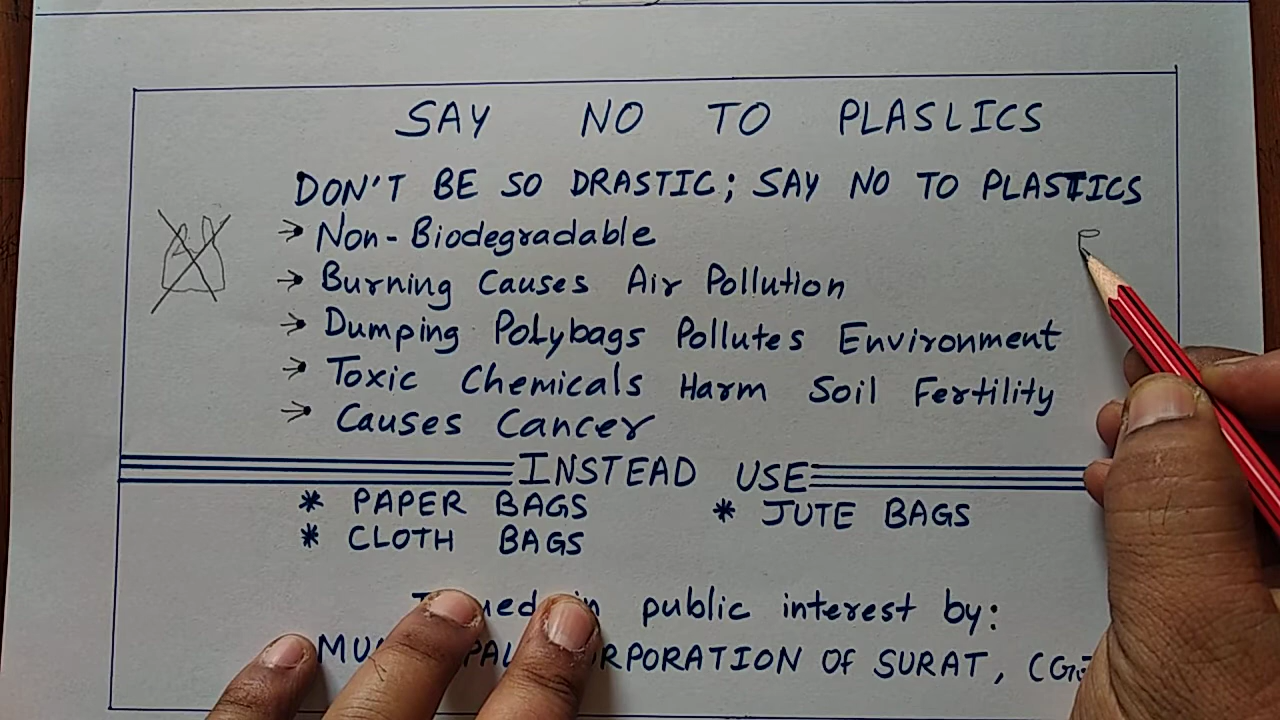 SAY NO TO PLASLICS
DON'T BE SO DRASTIC; SAY NO TO PLASTICS
→ Non-Biodegradable
→ Burning Causes Air Pollution
→ Dumping Polybags Pollutes Environment
→ Toxic Chemicals Harm Soil Fertility
→ Causes Cancer
INSTEAD USE
* PAPER BAGS * JUTE BAGS
* CLOTH BAGS
in public interest by:
OF SURAT,